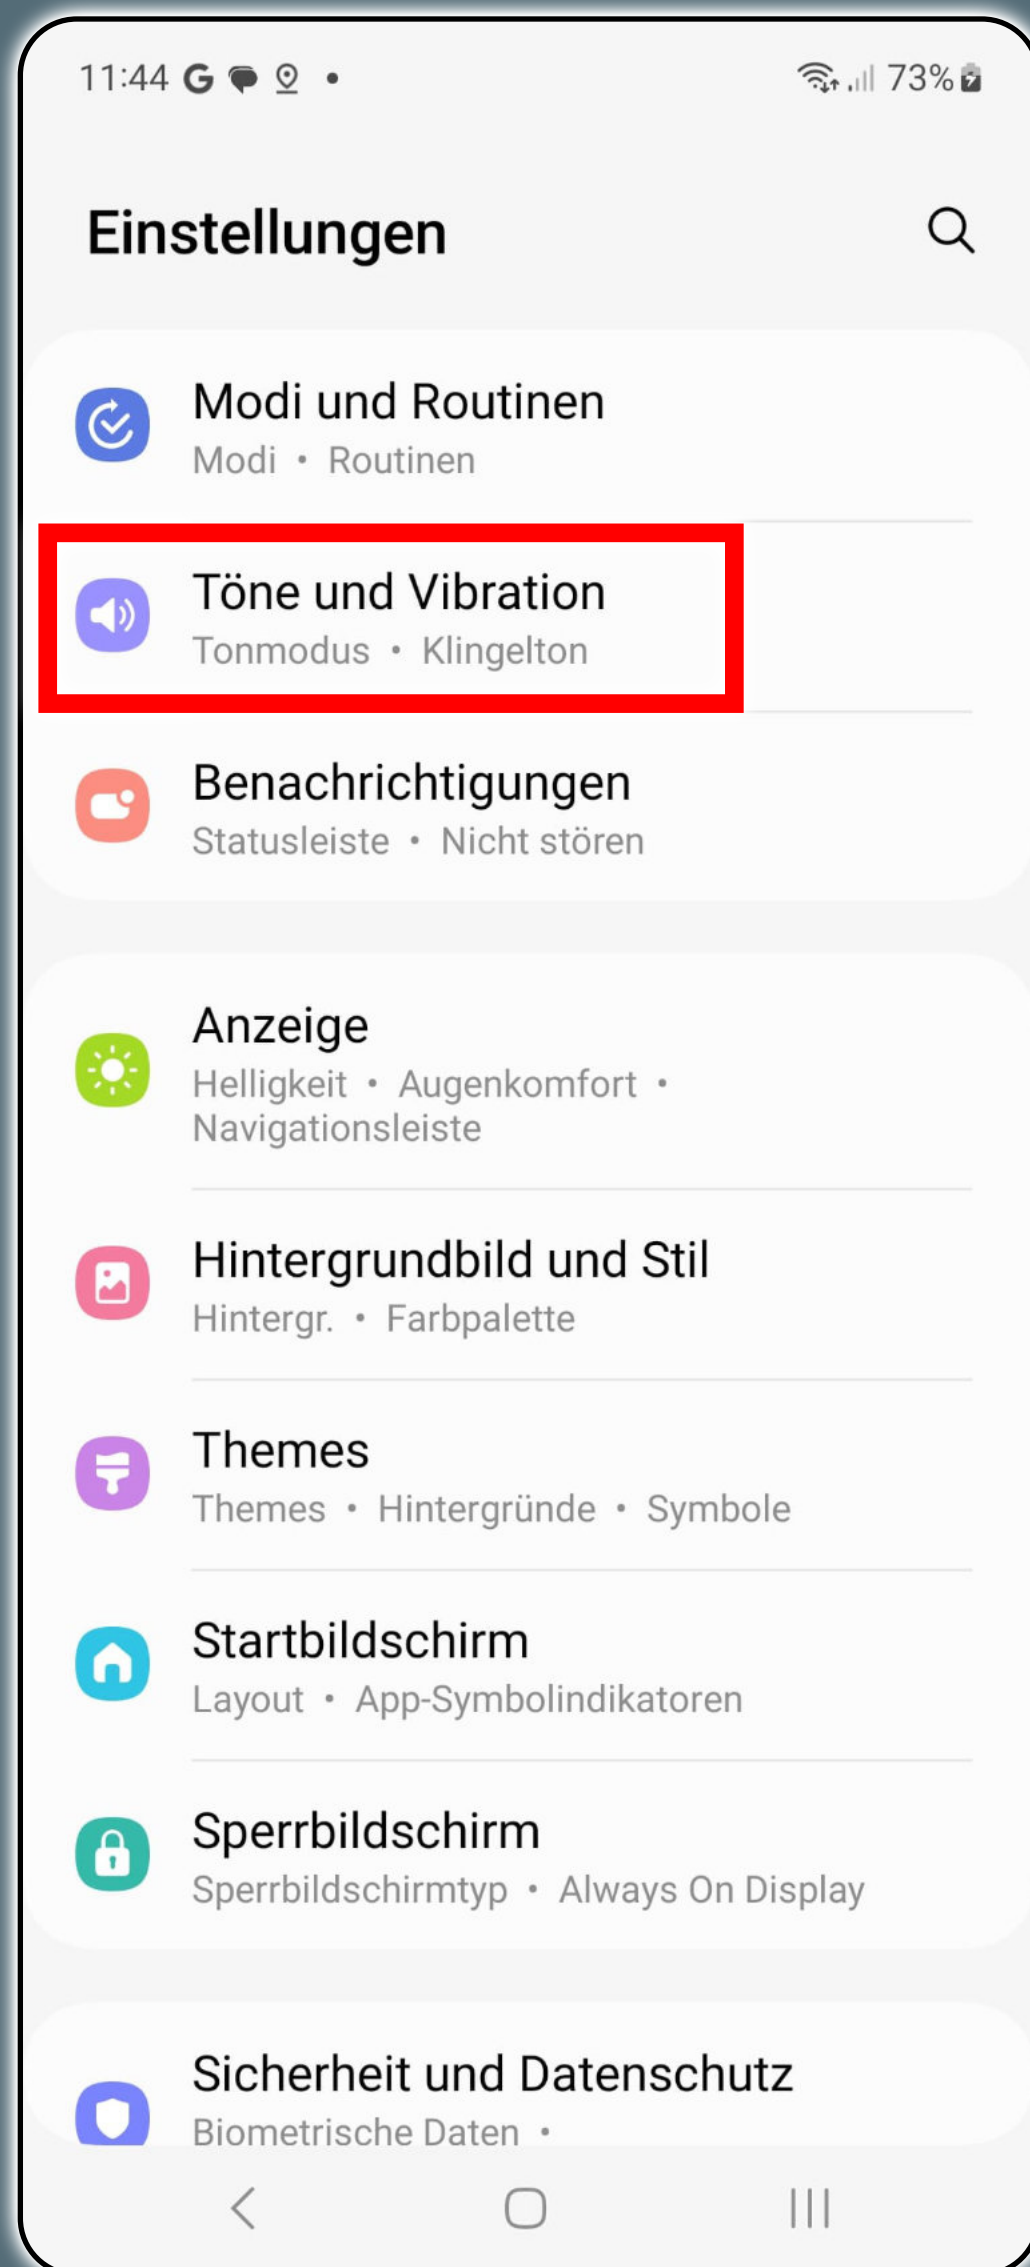 11:44 G
73%
Einstellungen
Modi und Routinen
Modi • Routinen
Töne und Vibration
Tonmodus • Klingelton
Benachrichtigungen
Statusleiste • Nicht stören
Anzeige
Helligkeit • Augenkomfort •
Navigationsleiste
Hintergrundbild und Stil
Hintergr. • Farbpalette
Themes
Themes • Hintergründe • Symbole
Startbildschirm
Layout • App-Symbolindikatoren
Sperrbildschirm
Sperrbildschirmtyp • Always On Display
Sicherheit und Datenschutz
Biometrische Daten •